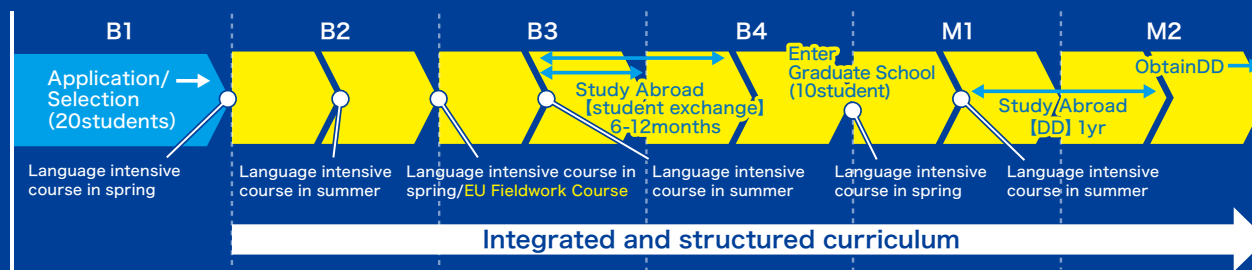 B1
B2
B3
B4
M1
M2
Application/
Selection
(20students)
Study Abroad
【student exchange】
6-12months
Enter
Graduate School
(10student)
Study Abroad
【DD】1yr
ObtainDD
Language intensive
course in spring
Language intensive
course in summer
Language intensive course in
spring/EU Fieldwork Course
Language intensive
course in summer
Language intensive
course in spring
Language intensive
course in summer
Integrated and structured curriculum